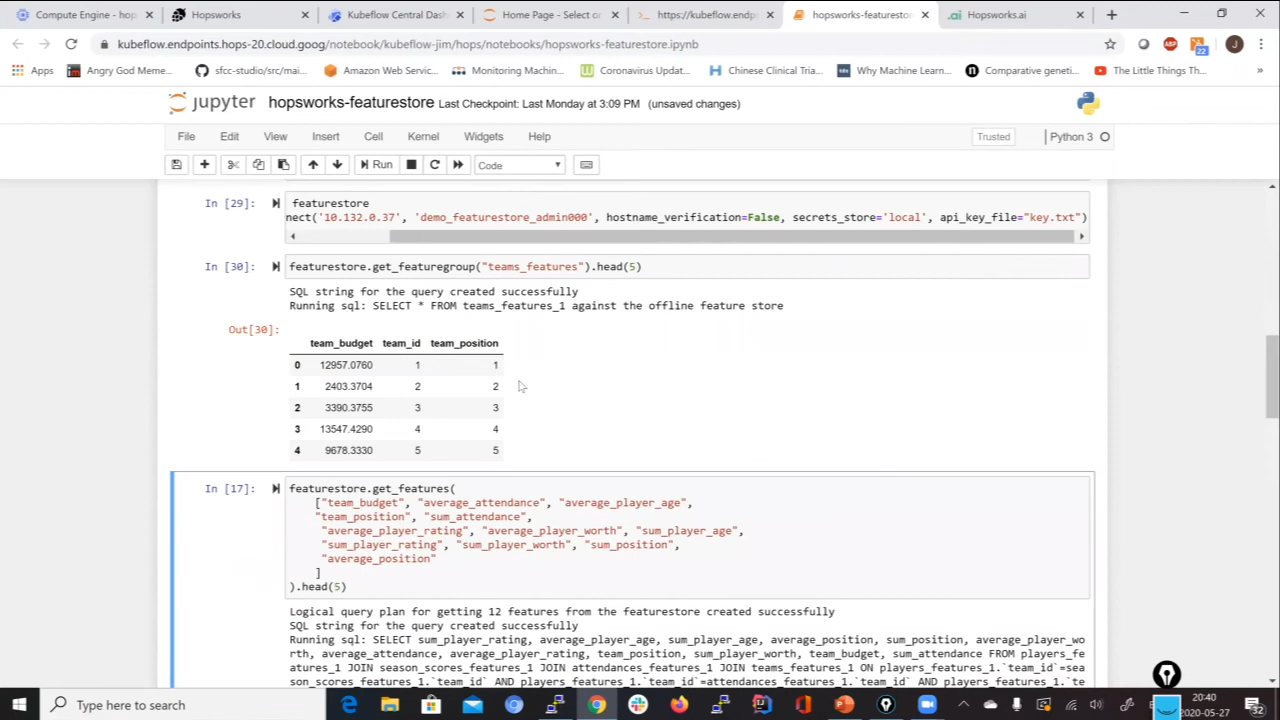 Compute Engine - hop
Hopsworks
Kubeflow Central Dash
Home Page - Select or
https://kubeflow.endp
hopsworks-featurestor
Hopsworks.ai
kubeflow.endpoints.hops-20.cloud.goog/notebook/kubeflow-jim/hops/notebooks/hopsworks-featurestore.ipynb
ABP
22
J
Apps
Angry God Meme...
sfcc-studio/src/mai...
Amazon Web Servic...
Monitoring Machin...
Coronavirus Updat...
Chinese Clinical Tria...
Why Machine Learn...
Comparative geneti...
The Little Things Th...
»
jupyter hopsworks-featurestore Last Checkpoint: Last Monday at 3:09 PM (unsaved changes)
File Edit View Insert Cell Kernel Widgets Help
Trusted
Python 3
Run
Code
In [29]:
featurestore
nect('10.132.0.37', 'demo_featurestore_admin000', hostname_verification=False, secrets_store='local', api_key_file="key.txt")
In [30]:
featurestore.get_featuregroup("teams_features").head(5)
SQL string for the query created successfully
Running sql: SELECT * FROM teams_features_1 against the offline feature store
Out[30]:
team_budget team_id team_position
0 12957.0760 1 1
1 2403.3704 2 2
2 3390.3755 3 3
3 13547.4290 4 4
4 9678.3330 5 5
In [17]:
featurestore.get_features(
["team_budget", "average_attendance", "average_player_age",
"team_position", "sum_attendance",
"average_player_rating", "average_player_worth", "sum_player_age",
"sum_player_rating", "sum_player_worth", "sum_position",
"average_position"
]
).head(5)
Logical query plan for getting 12 features from the featurestore created successfully
SQL string for the query created successfully
Running sql: SELECT sum_player_rating, average_player_age, sum_player_age, average_position, sum_position, average_player_wo
rth, average_attendance, average_player_rating, team_position, sum_player_worth, team_budget, sum_attendance FROM players_fe
atures_1 JOIN season_scores_features_1 JOIN attendances_features_1 JOIN teams_features_1 ON players_features_1.`team_id`=sea
son_scores_features_1.`team_id` AND players_features_1.`team_id`=attendances_features_1.`team_id` AND players_features_1.`te
Type here to search
20:40
2020-05-27
32